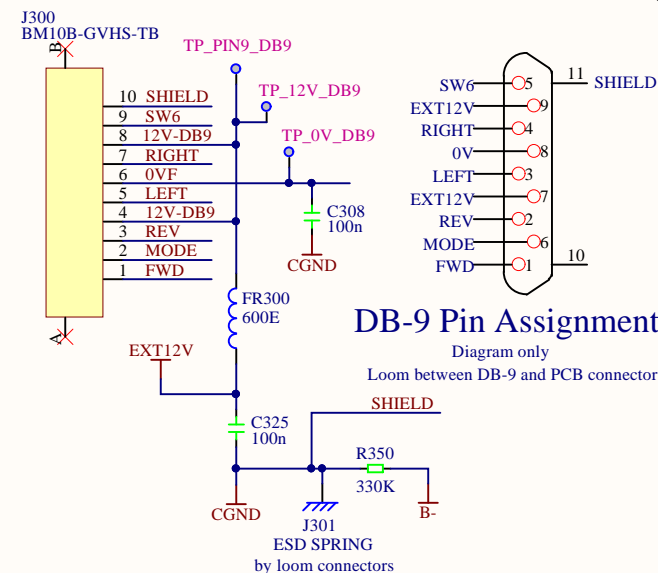 J300
BM10B-GVHS-TB
B
TP_PIN9_DB9
TP_12V_DB9
TP_0V_DB9
10 SHIELD
9 SW6
8 12V-DB9
7 RIGHT
6 0VF
5 LEFT
4 12V-DB9
3 REV
2 MODE
1 FWD
A
C308
100n
CGND
FR300
600E
EXT12V
C325
100n
SHIELD
CGND
J301
ESD SPRING
by loom connectors
R350
330K
B-
SW6 5
11 SHIELD
EXT12V 9
RIGHT 4
0V 8
LEFT 3
EXT12V 7
REV 2
MODE 6
FWD 1
10
DB-9 Pin Assignment
Diagram only
Loom between DB-9 and PCB connector